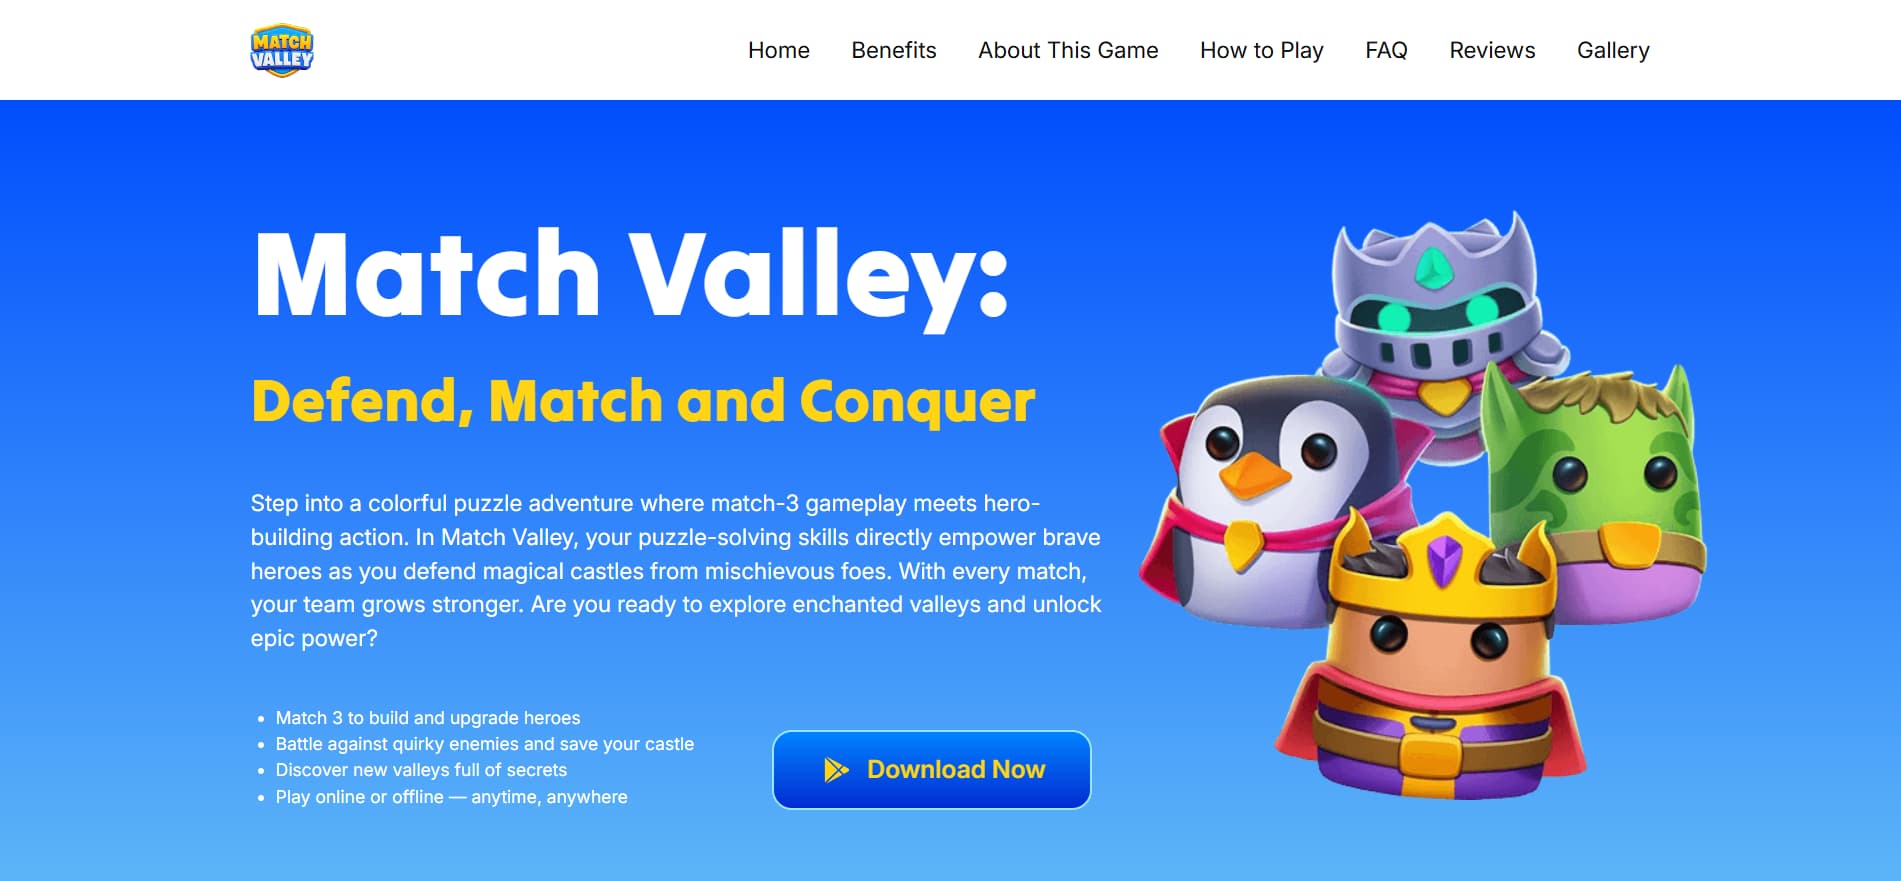 MATCH
VALLEY
Home
Benefits
About This Game
How to Play
FAQ
Reviews
Gallery
Match Valley:
Defend, Match and Conquer
Step into a colorful puzzle adventure where match-3 gameplay meets hero-
building action. In Match Valley, your puzzle-solving skills directly empower brave
heroes as you defend magical castles from mischievous foes. With every match,
your team grows stronger. Are you ready to explore enchanted valleys and unlock
epic power?
• Match 3 to build and upgrade heroes
• Battle against quirky enemies and save your castle
• Discover new valleys full of secrets
• Play online or offline — anytime, anywhere
Download Now